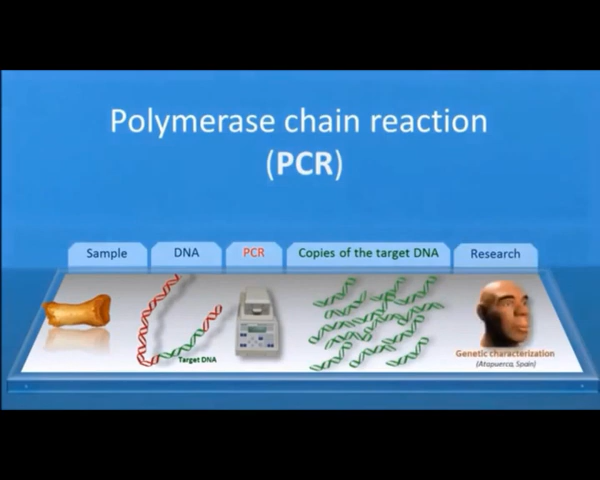 Polymerase chain reaction
(PCR)
Sample
DNA
PCR
Copies of the target DNA
Research
Target DNA
Genetic characterization
(Atapuerca, Spain)